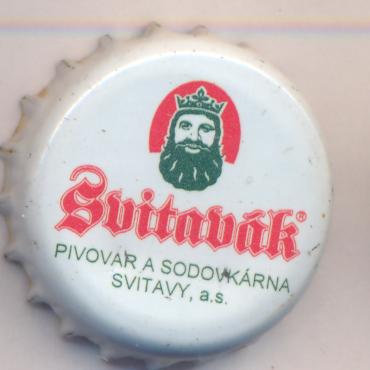 Svitavák®
PIVOVAR A SODOVKÁRNA
SVITAVY, a.s.